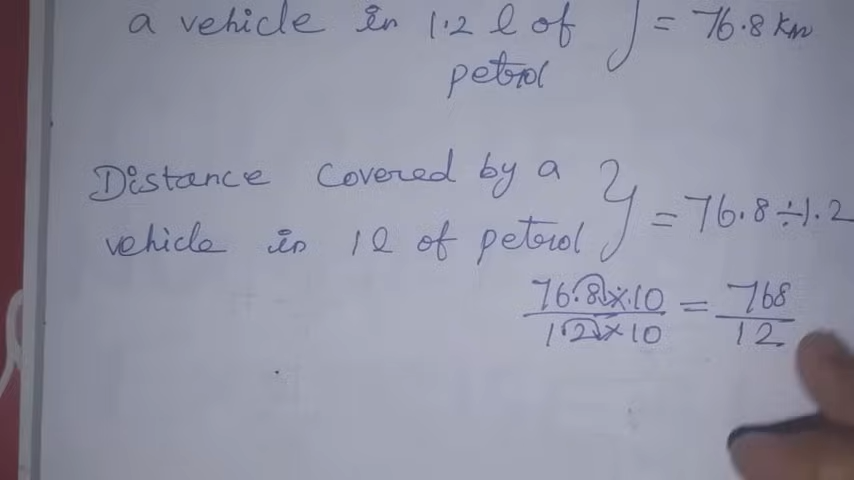 a vehicle in 1.2 l of } = 76.8 km
petrol
Distance covered by a }
vehicle in 1l of petrol } = 76.8 ÷ 1.2
76.8 × 10 / 1.2 × 10 = 768 / 12